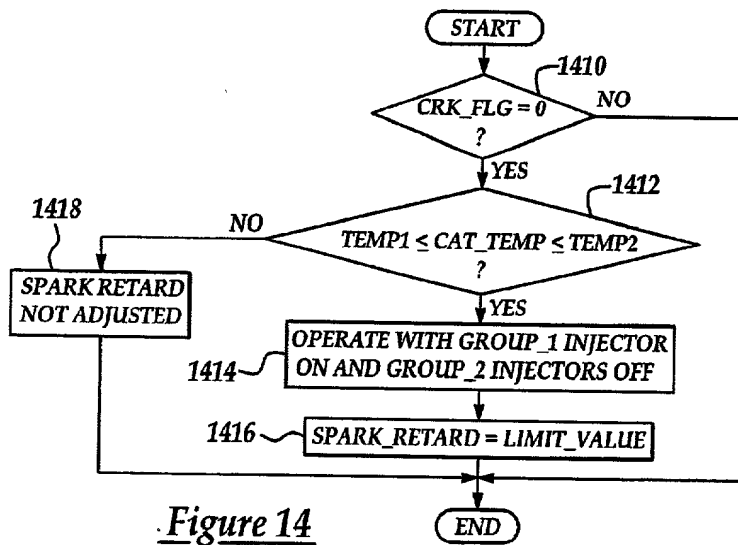 START
1410
CRK_FLG = 0
?
NO
YES
1412
1418
NO
TEMP1 ≤ CAT_TEMP ≤ TEMP2
?
SPARK RETARD
NOT ADJUSTED
YES
OPERATE WITH GROUP_1 INJECTOR
ON AND GROUP_2 INJECTORS OFF
1414
1416
SPARK_RETARD = LIMIT_VALUE
Figure 14
END